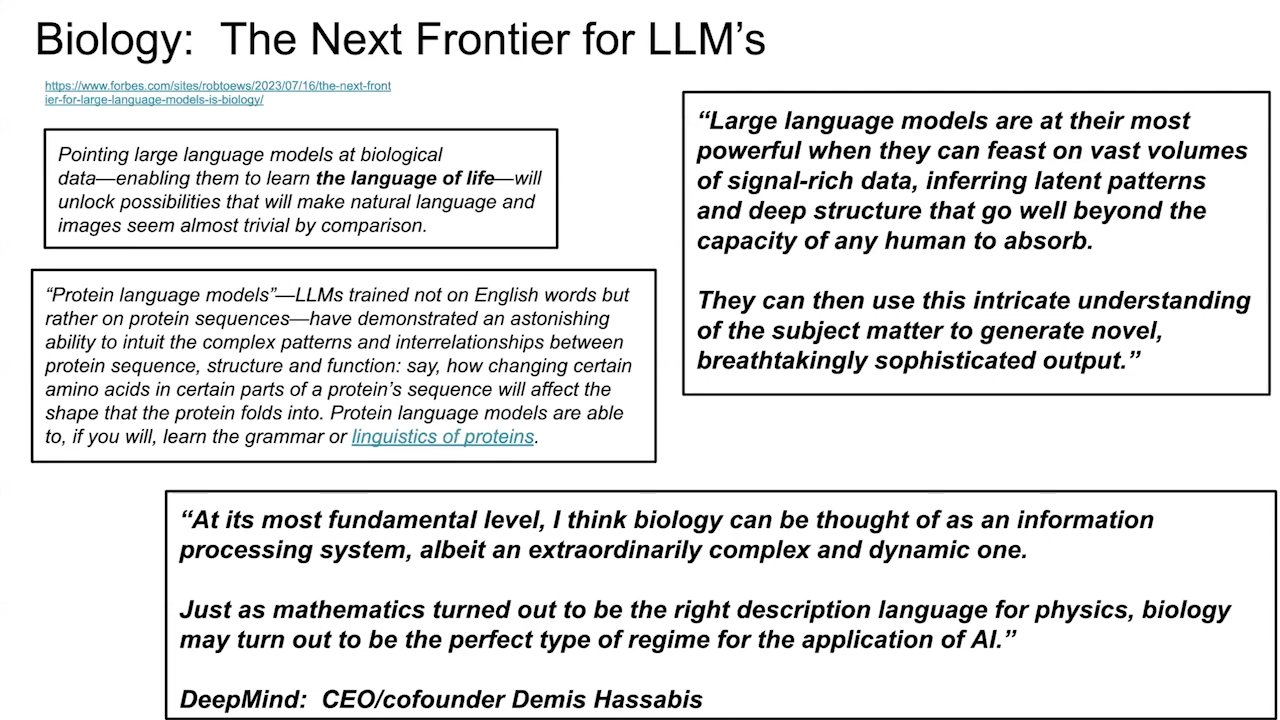 Biology:  The Next Frontier for LLM’s
https://www.forbes.com/sites/robtoews/2023/07/16/the-next-front
ier-for-large-language-models-is-biology/
Pointing large language models at biological
data—enabling them to learn the language of life—will
unlock possibilities that will make natural language and
images seem almost trivial by comparison.
“Protein language models”—LLMs trained not on English words but
rather on protein sequences—have demonstrated an astonishing
ability to intuit the complex patterns and interrelationships between
protein sequence, structure and function: say, how changing certain
amino acids in certain parts of a protein’s sequence will affect the
shape that the protein folds into. Protein language models are able
to, if you will, learn the grammar or linguistics of proteins.
“Large language models are at their most
powerful when they can feast on vast volumes
of signal-rich data, inferring latent patterns
and deep structure that go well beyond the
capacity of any human to absorb.
They can then use this intricate understanding
of the subject matter to generate novel,
breathtakingly sophisticated output.”
“At its most fundamental level, I think biology can be thought of as an information
processing system, albeit an extraordinarily complex and dynamic one.
Just as mathematics turned out to be the right description language for physics, biology
may turn out to be the perfect type of regime for the application of AI.”
DeepMind:  CEO/cofounder Demis Hassabis